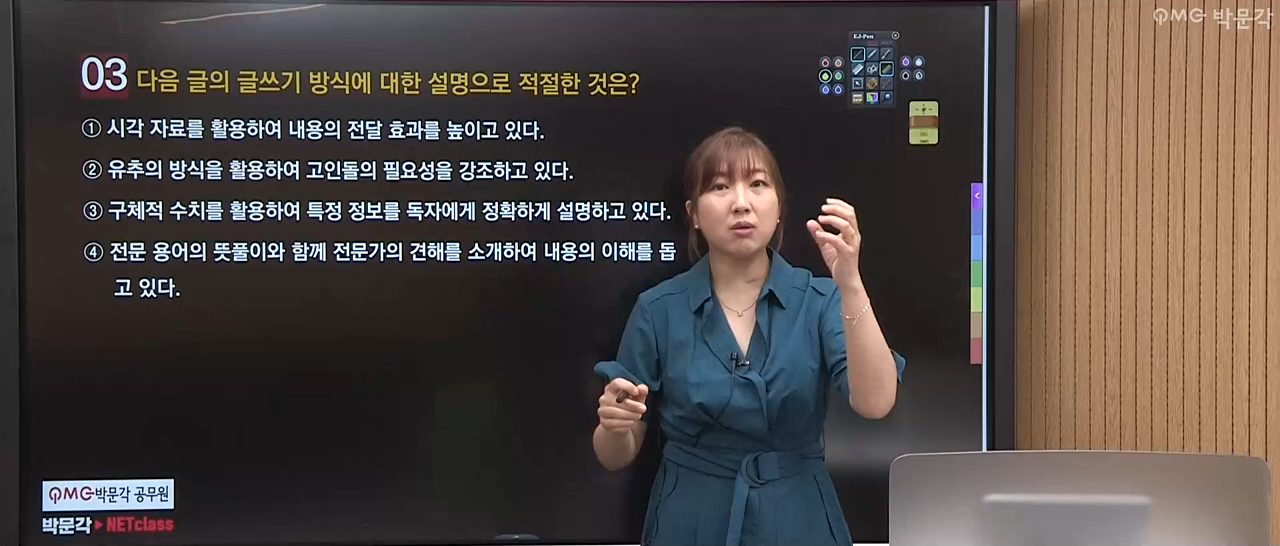 PMG 박문각
EJ-Pen
03 다음 글의 글쓰기 방식에 대한 설명으로 적절한 것은?
① 시각 자료를 활용하여 내용의 전달 효과를 높이고 있다.
② 유추의 방식을 활용하여 고인돌의 필요성을 강조하고 있다.
③ 구체적 수치를 활용하여 특정 정보를 독자에게 정확하게 설명하고 있다.
④ 전문 용어의 뜻풀이와 함께 전문가의 견해를 소개하여 내용의 이해를 돕
고 있다.
PMG 박문각 공무원
박문각 NETclass